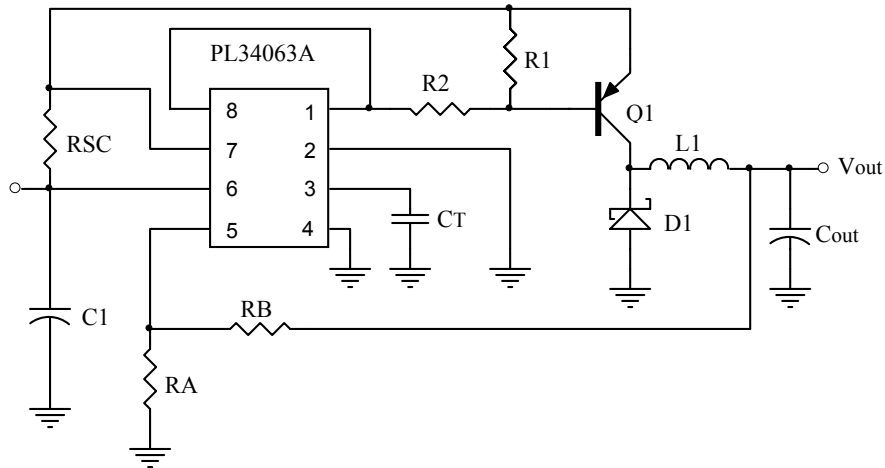 PL34063A
R1
R2
8
1
Q1
RSC
7
2
L1
Vout
6
3
CT
D1
5
4
Cout
C1
RB
RA